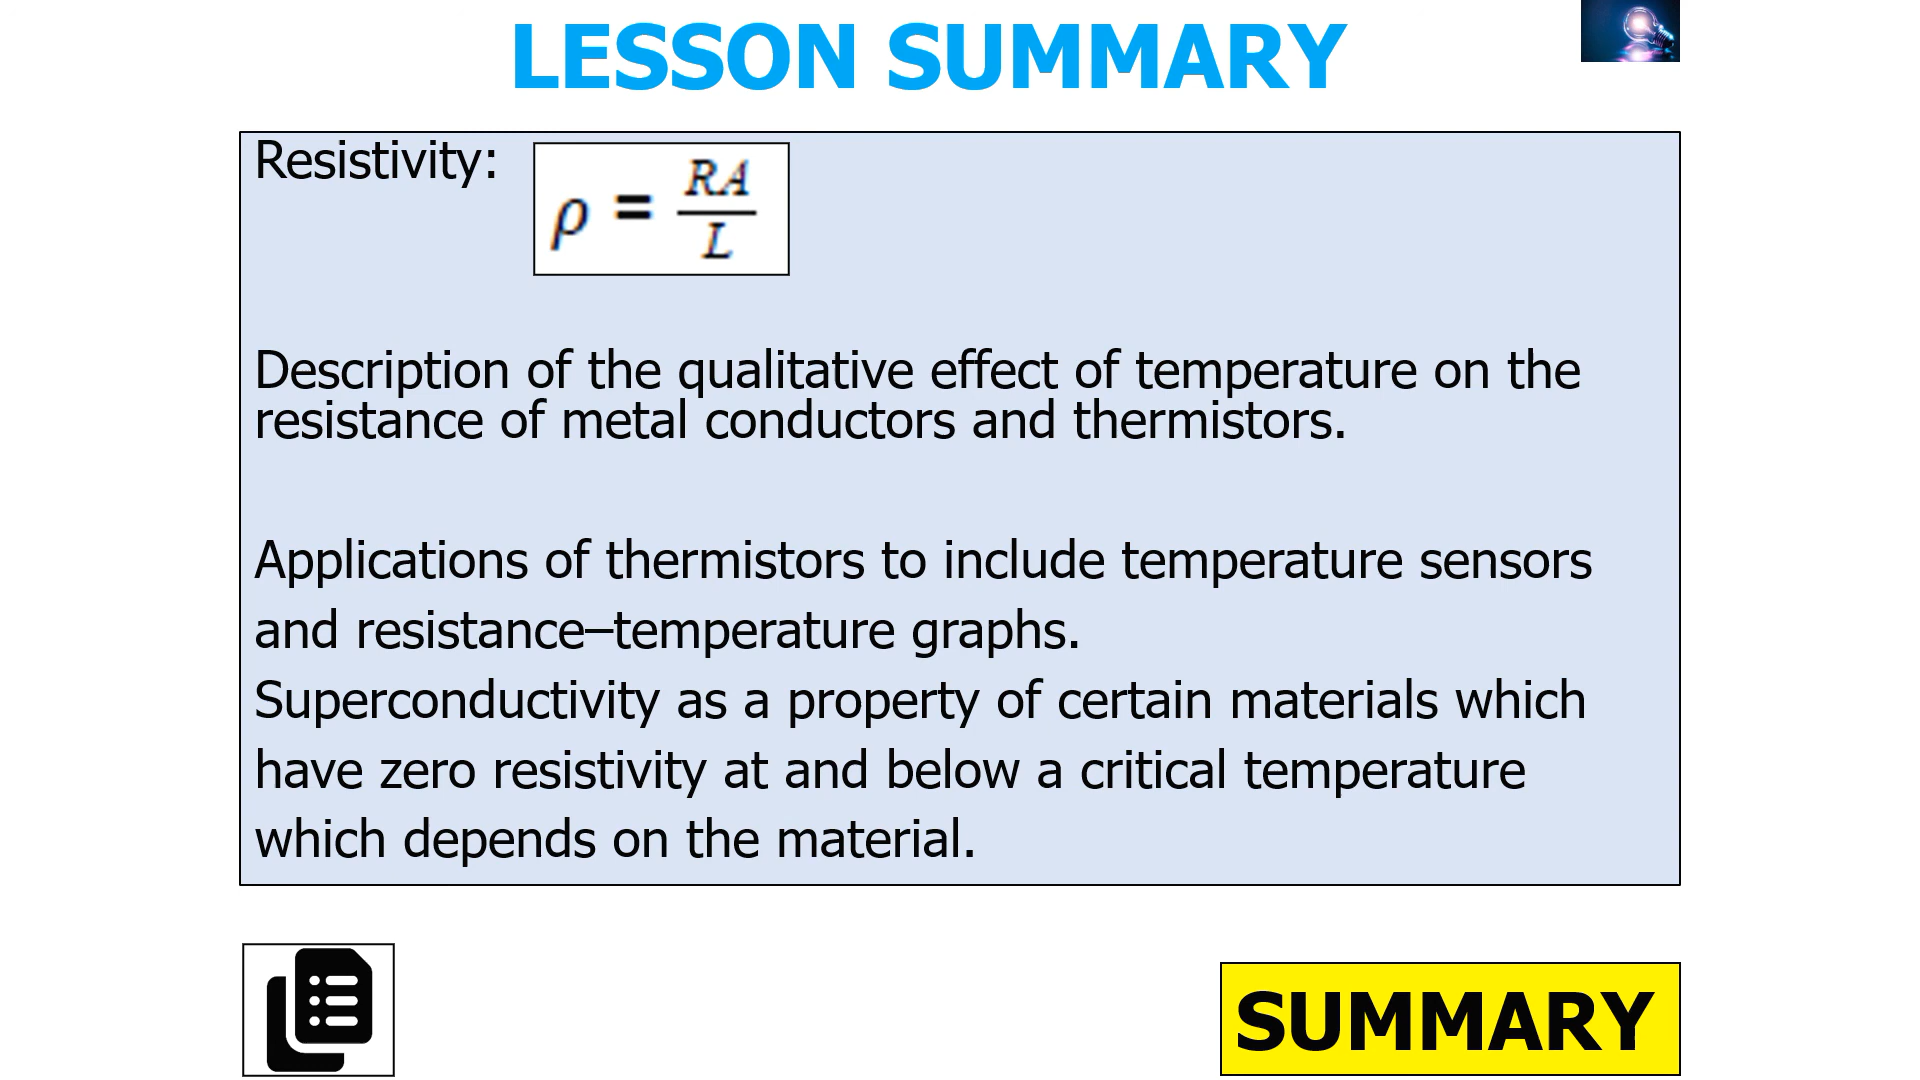 LESSON SUMMARY
Resistivity: ρ = RA/L
Description of the qualitative effect of temperature on the
resistance of metal conductors and thermistors.
Applications of thermistors to include temperature sensors
and resistance–temperature graphs.
Superconductivity as a property of certain materials which
have zero resistivity at and below a critical temperature
which depends on the material.
SUMMARY